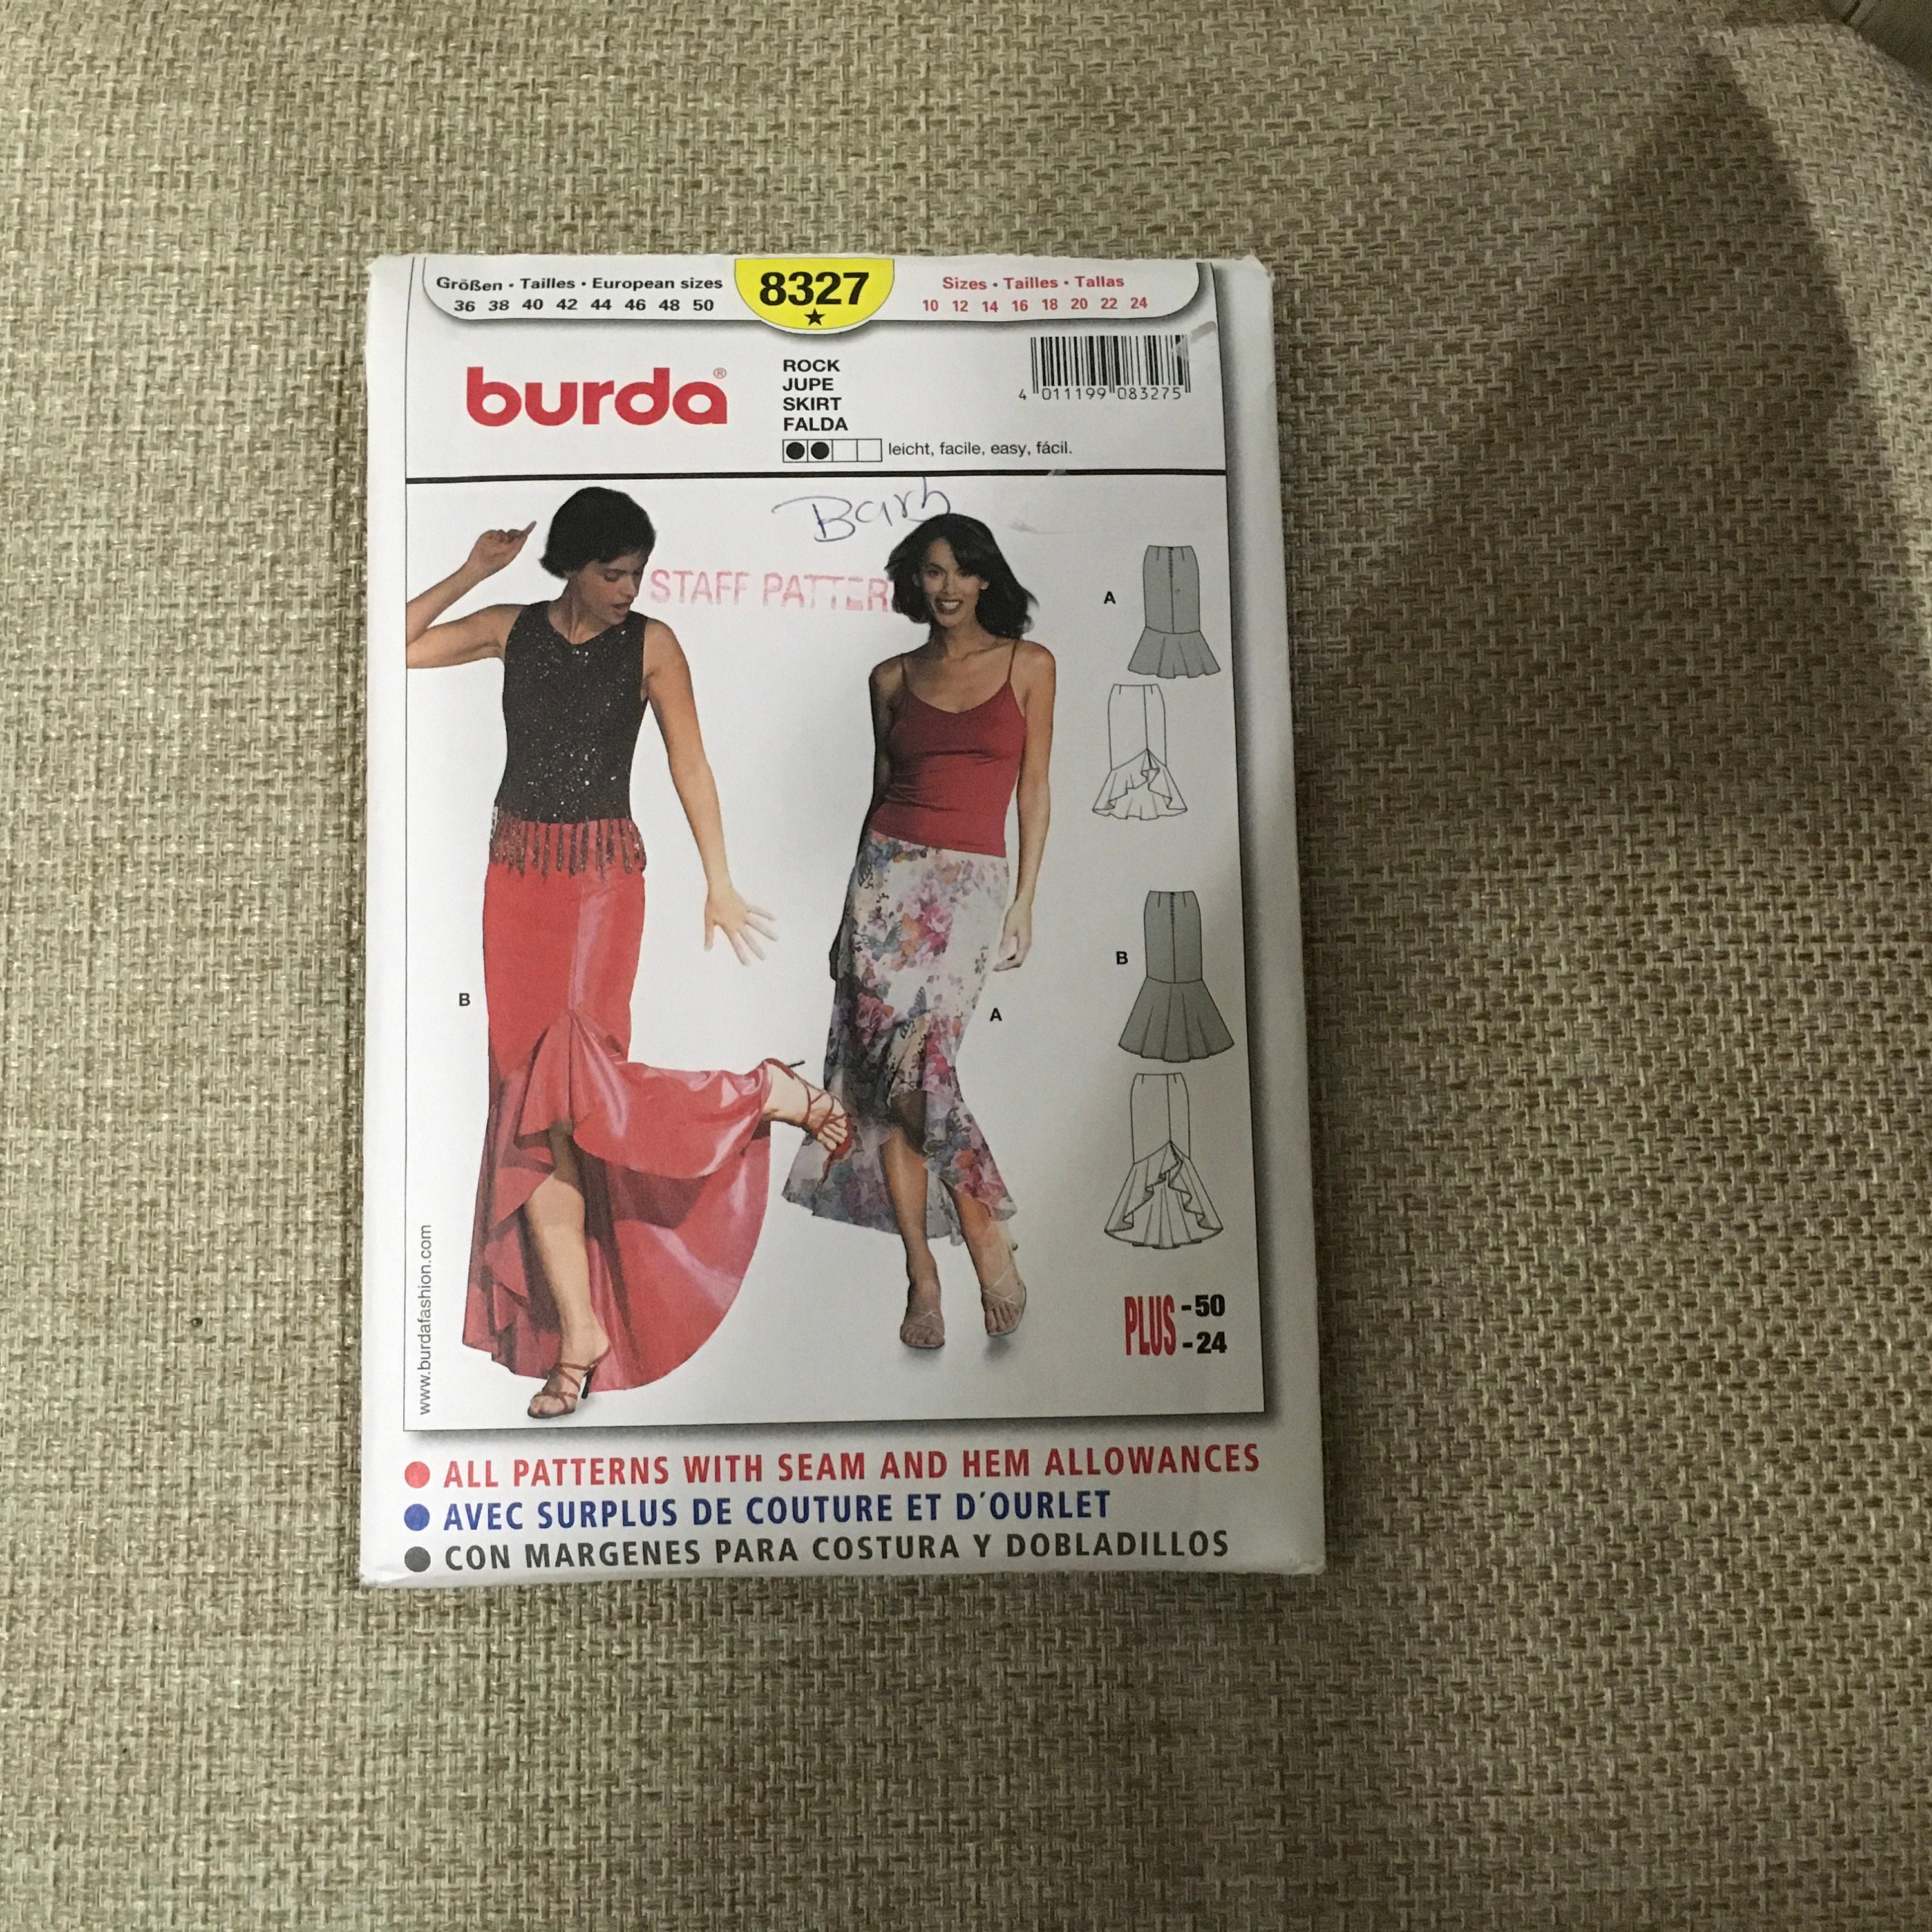 Größen • Tailles • European sizes
36 38 40 42 44 46 48 50
8327
★
Sizes • Tailles • Tallas
10 12 14 16 18 20 22 24
burda®
ROCK
JUPE
SKIRT
FALDA
leicht, facile, easy, fácil.
4 011199 083275
Barb
STAFF PATTER
A
B
B
A
www.burdafashion.com
PLUS -50
-24
ALL PATTERNS WITH SEAM AND HEM ALLOWANCES
AVEC SURPLUS DE COUTURE ET D'OURLET
CON MARGENES PARA COSTURA Y DOBLADILLOS